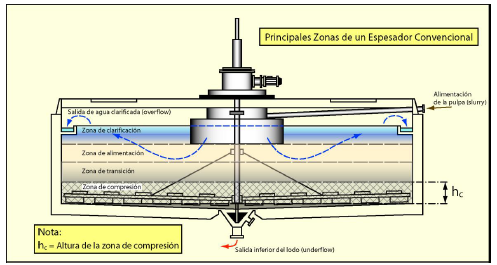 Principales Zonas de un Espesador Convencional
Alimentación
de la pulpa (slurry)
Salida de agua clarificada (overflow)
Zona de clarificación
Zona de alimentación
Zona de transición
Zona de compresión
hc
Nota:
hc = Altura de la zona de compresión
Salida inferior del lodo (underflow)